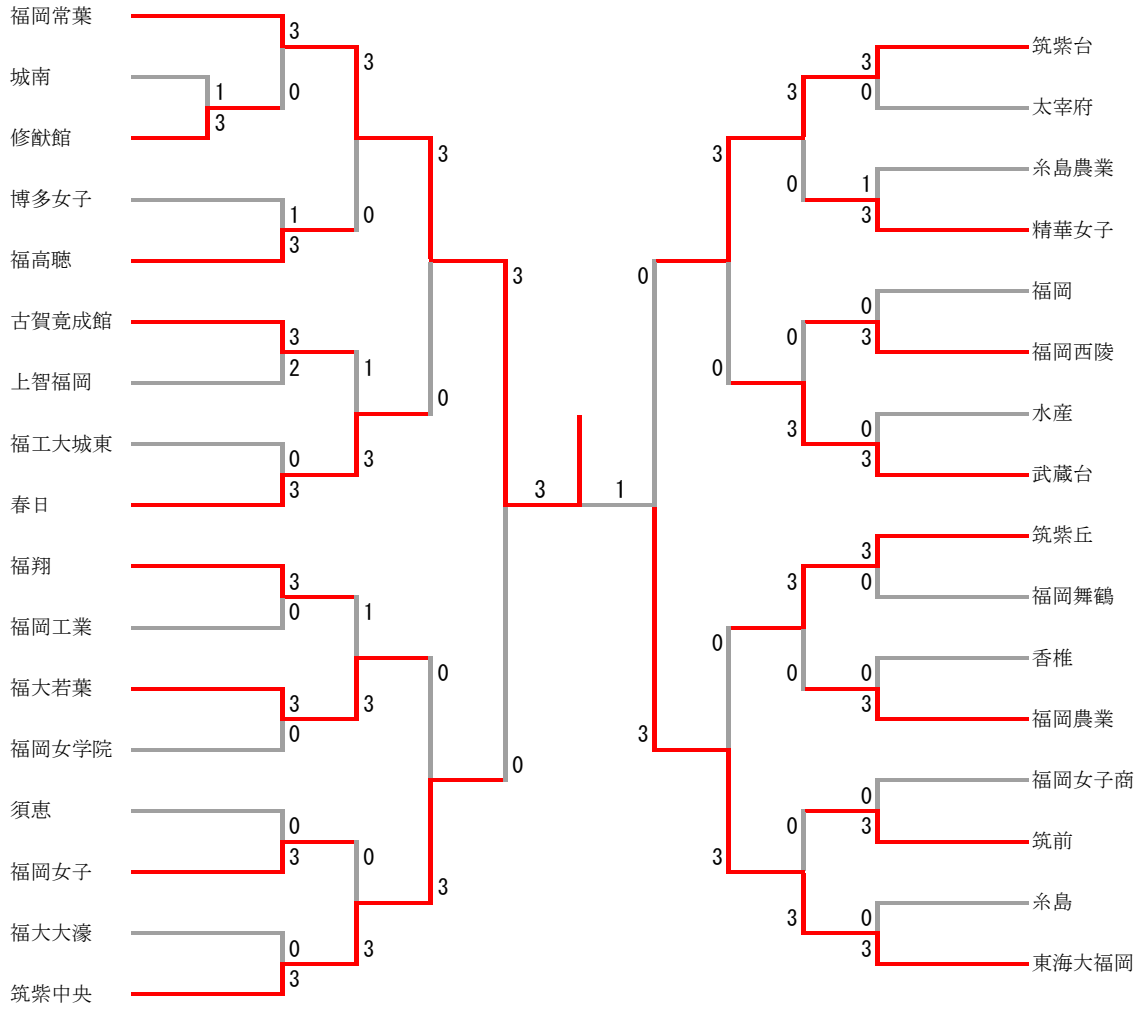 福岡常葉
城南
修猷館
博多女子
福高聴
古賀竟成館
上智福岡
福工大城東
春日
福翔
福岡工業
福大若葉
福岡女学院
須恵
福岡女子
福大大濠
筑紫中央
3
0
1
3
1
3
3
2
0
3
3
0
3
0
0
3
0
3
3
0
1
3
1
3
0
3
3
0
0
3
3
0
3
1
0
3
3
0
0
3
3
0
0
3
3
0
0
3
3
0
1
3
0
3
0
3
3
0
0
3
0
3
0
3
筑紫台
太宰府
糸島農業
精華女子
福岡
福岡西陵
水産
武蔵台
筑紫丘
福岡舞鶴
香椎
福岡農業
福岡女子商
筑前
糸島
東海大福岡